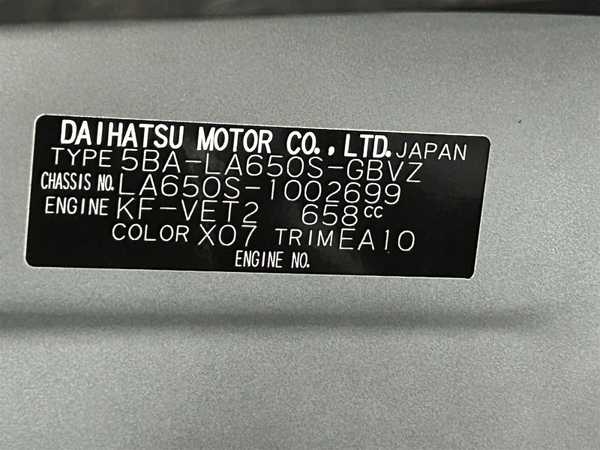 DAIHATSU MOTOR CO., LTD. JAPAN
TYPE 5BA-LA650S-GBVZ
CHASSIS NO. LA650S-1002699
ENGINE KF-VET2 658cc
COLOR X07 TRIM EA10
ENGINE NO.